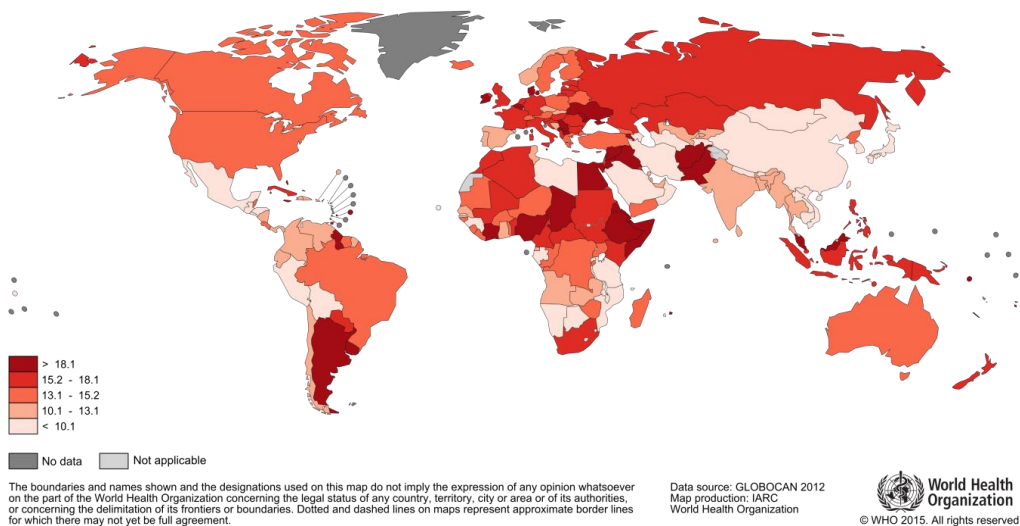 > 18.1
15.2 - 18.1
13.1 - 15.2
10.1 - 13.1
< 10.1
No data
Not applicable
The boundaries and names shown and the designations used on this map do not imply the expression of any opinion whatsoever
on the part of the World Health Organization concerning the legal status of any country, territory, city or area or of its authorities,
or concerning the delimitation of its frontiers or boundaries. Dotted and dashed lines on maps represent approximate border lines
for which there may not yet be full agreement.
Data source: GLOBOCAN 2012
Map production: IARC
World Health Organization
World Health
Organization
© WHO 2015. All rights reserved